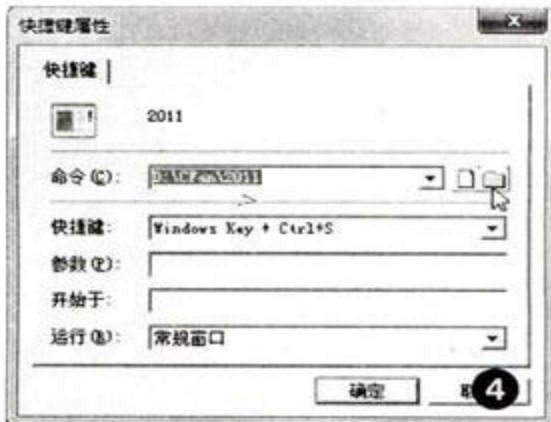 快捷键属性
快捷键
2011
命令(C): D:\CFan\2011
快捷键: Windows Key + Ctrl+S
参数(P):
开始于:
运行(R): 常规窗口
确定
4